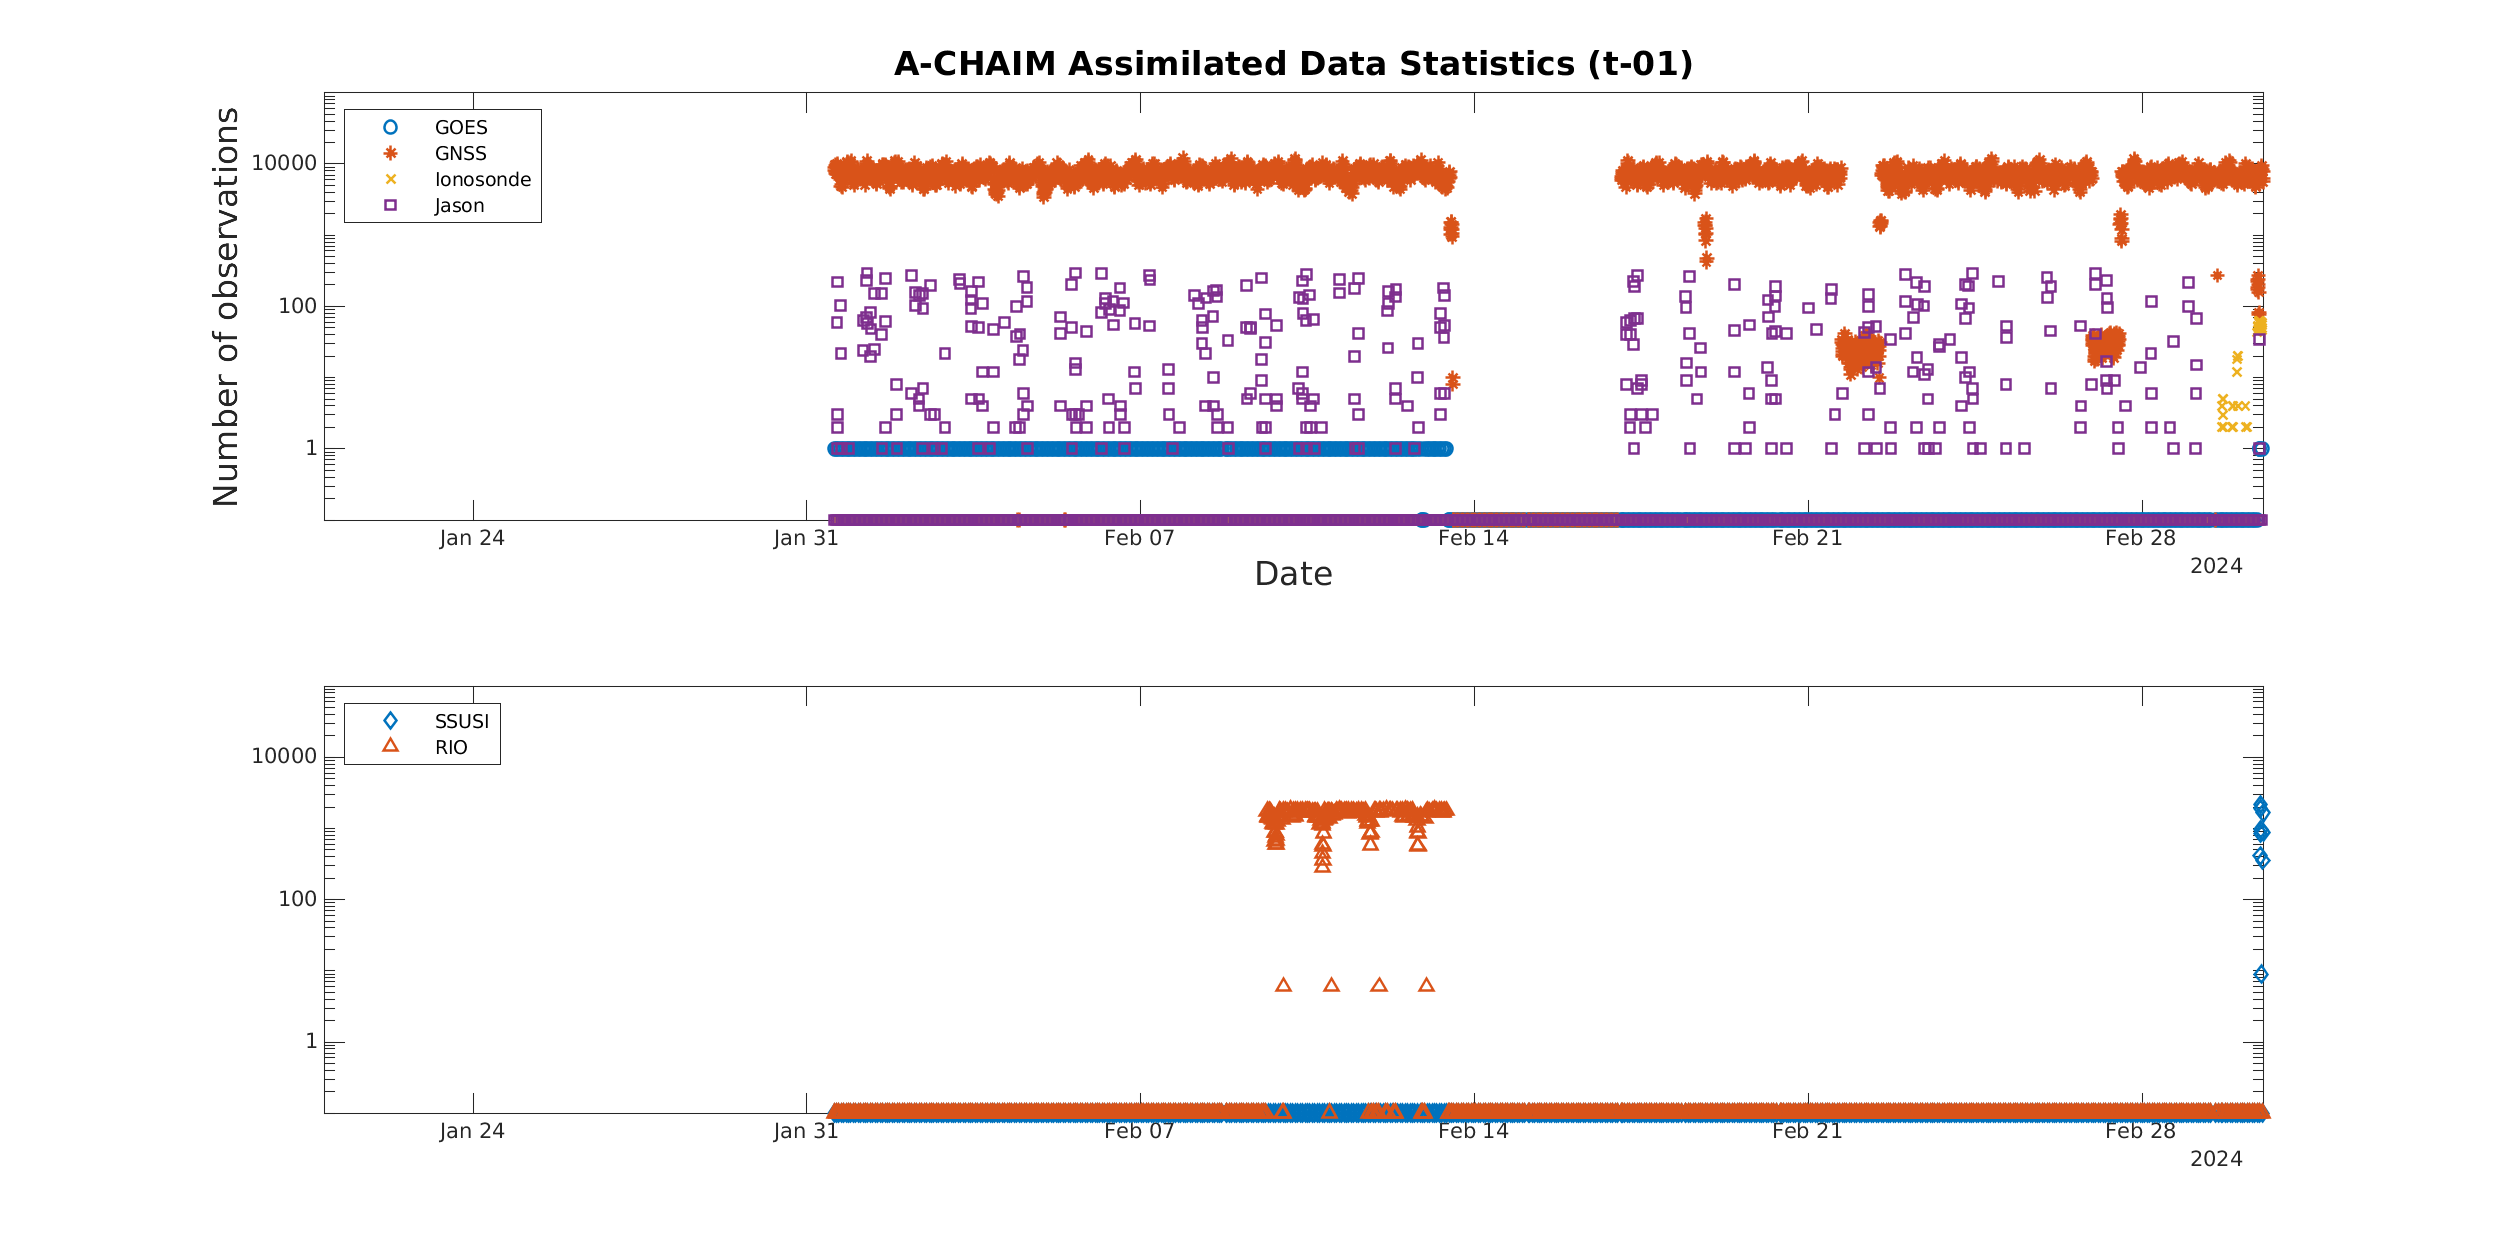 A-CHAIM Assimilated Data Statistics (t-01)
Number of observations
10000
100
1
GOES
GNSS
Ionosonde
Jason
Jan 24
Jan 31
Feb 07
Feb 14
Feb 21
Feb 28
2024
Date
10000
100
1
SSUSI
RIO
Jan 24
Jan 31
Feb 07
Feb 14
Feb 21
Feb 28
2024